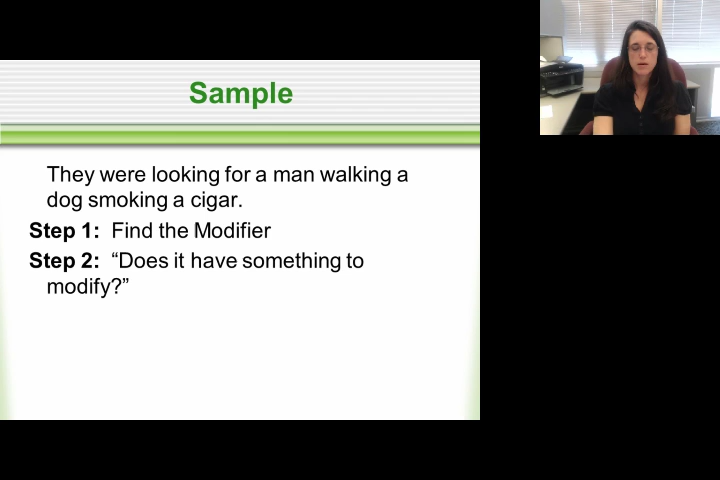 Sample
They were looking for a man walking a
dog smoking a cigar.
Step 1: Find the Modifier
Step 2: “Does it have something to
modify?”